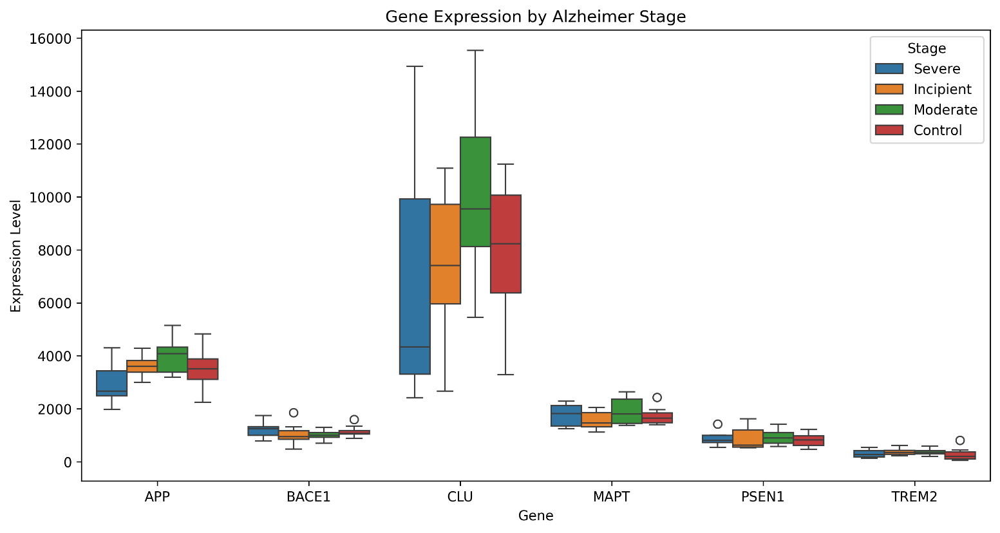 Gene Expression by Alzheimer Stage
Stage
Severe
Incipient
Moderate
Control
Expression Level
16000
14000
12000
10000
8000
6000
4000
2000
0
APP
BACE1
CLU
MAPT
PSEN1
TREM2
Gene